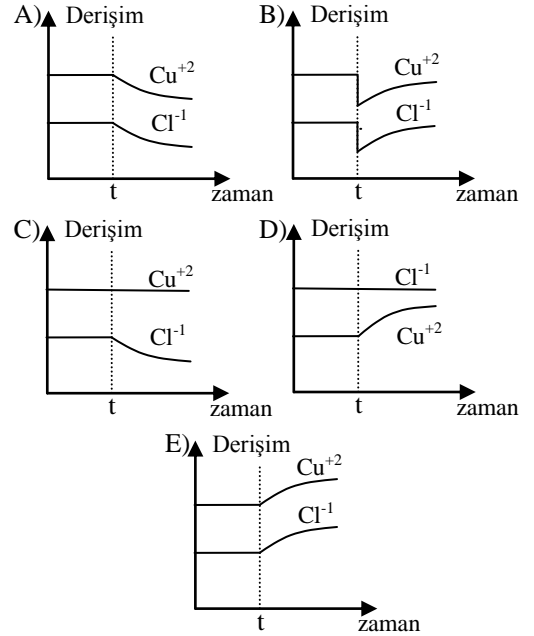 A) Derişim
Cu+2
Cl-1
t
zaman
B) Derişim
Cu+2
Cl-1
t
zaman
C) Derişim
Cu+2
Cl-1
t
zaman
D) Derişim
Cl-1
Cu+2
t
zaman
E) Derişim
Cu+2
Cl-1
t
zaman